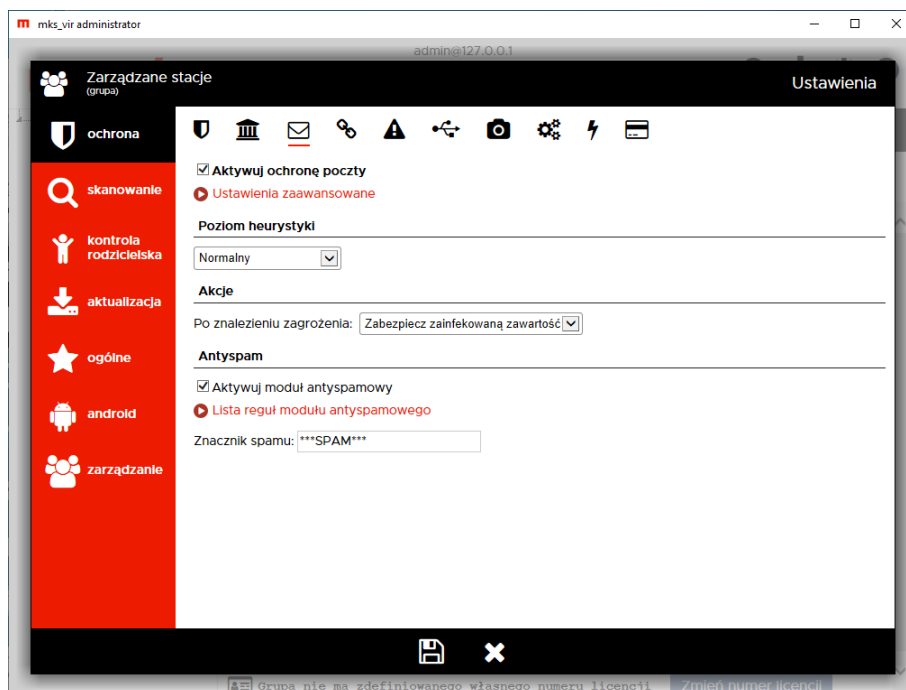 mks_vir administrator
admin@127.0.0.1
Zarządzane stacje
(grupa)
Ustawienia
ochrona
skanowanie
kontrola
rodzicielska
aktualizacja
ogólne
android
zarządzanie
Aktywuj ochronę poczty
Ustawienia zaawansowane
Poziom heurystyki
Normalny
Akcje
Po znalezieniu zagrożenia: Zabezpiecz zainfekowaną zawartość
Antyspam
Aktywuj moduł antyspamowy
Lista reguł modułu antyspamowego
Znacznik spamu: ***SPAM***
Grupa nie ma zdefiniowanego własnego numeru licencji
Zmień numer licencji